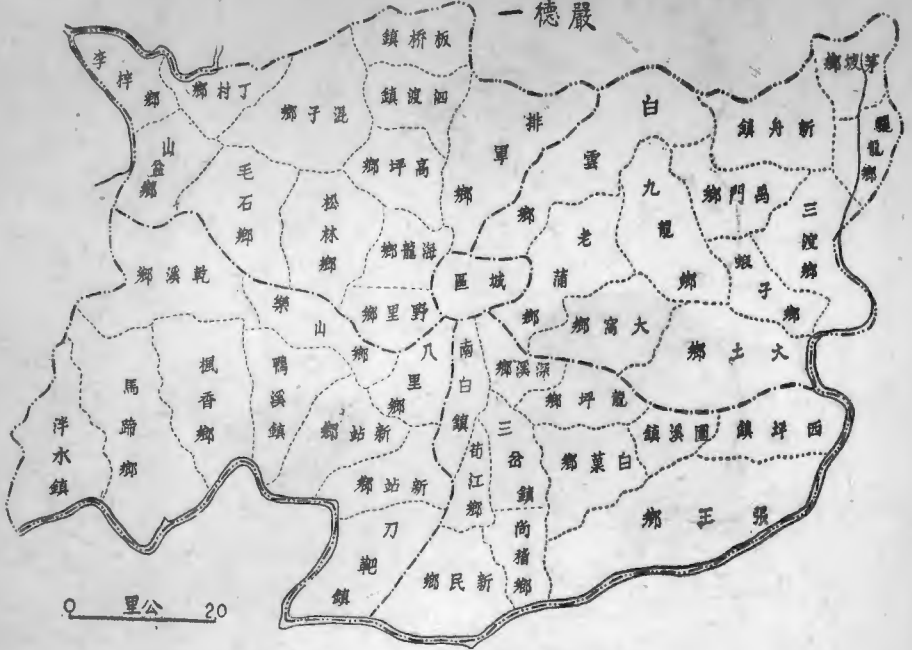 嚴德一
板桥鎮
李梓鄉
丁村鄉
混子鄉
泗渡鎮
高坪鄉
排軍鄉
白雲鄉
新舟鎮
茅坡鄉
龍鄉
山盆鄉
毛石鄉
松林鄉
海龍鄉
老蒲鄉
九龍鄉
禹門鄉
三渡鄉
蝦子鄉
乾溪鄉
樂山鄉
野里鄉
城區
大窩鄉
大土鄉
泮水鎮
馬蹄鄉
楓香鄉
鴨溪鎮
八里鄉
南白鎮
深溪鄉
龍坪鄉
新站鄉
新站鄉
苟江鄉
三岔鎮
白菓鄉
團溪鎮
西坪鎮
張王鄉
刀靶鎮
新民鄉
尚稽鄉
0 公里 20